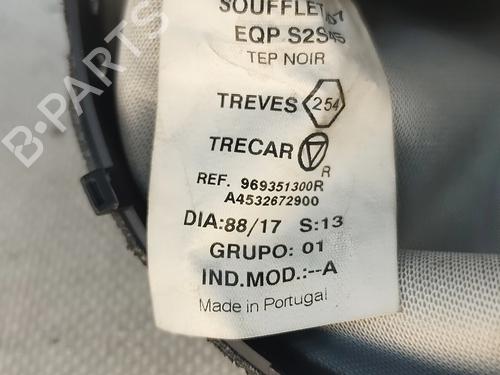 SOUFFLET
EQP S2S45
TEP NOIR
TREVES 254
TRECAR R
REF. 969351300R
A4532672900
DIA:88/17 S:13
GRUPO: 01
IND.MOD.:--A
Made in Portugal
B-PARTS